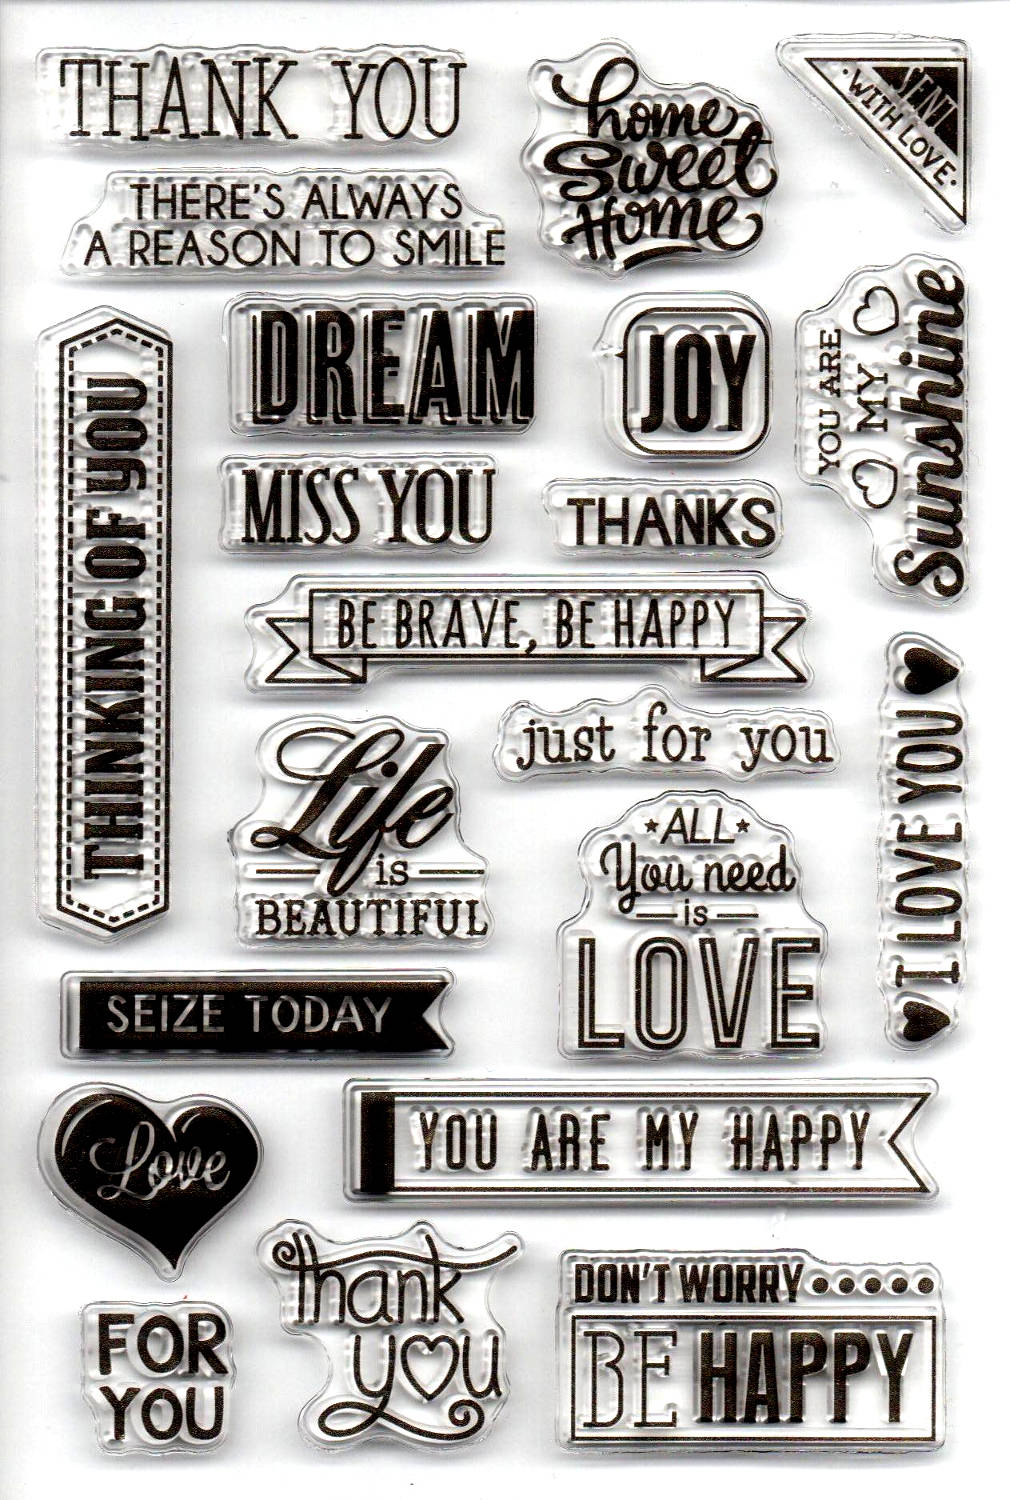 THANK YOU
THERE'S ALWAYS
A REASON TO SMILE
home
Sweet
Home
SENT
·WITH LOVE·
THINKING OF YOU
DREAM
JOY
YOU ARE
MY
Sunshine
MISS YOU
THANKS
BE BRAVE, BE HAPPY
just for you
Life
is
BEAUTIFUL
ALL
You need
is
LOVE
I LOVE YOU
SEIZE TODAY
Love
YOU ARE MY HAPPY
thank
you
FOR
YOU
DON'T WORRY
BE HAPPY